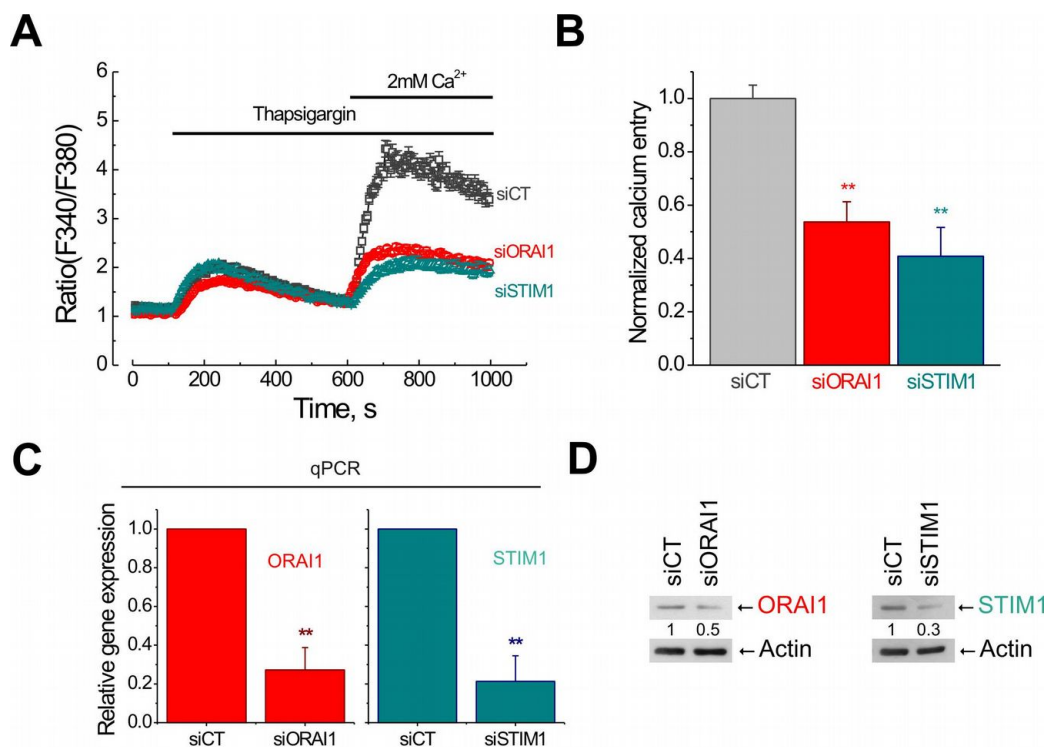 A
6
5
4
3
2
1
0
Ratio(F340/F380)
2mM Ca²⁺
Thapsigargin
siCT
siORAI1
siSTIM1
0 200 400 600 800 1000
Time, s
B
Normalized calcium entry
1.0
0.8
0.6
0.4
0.2
0.0
** **
siCT siORAI1 siSTIM1
C
qPCR
Relative gene expression
1.0
0.8
0.6
0.4
0.2
0.0
ORAI1
**
siCT siORAI1
STIM1
**
siCT siSTIM1
D
siCT siORAI1
←ORAI1
1 0.5
←Actin
siCT siSTIM1
←STIM1
1 0.3
←Actin